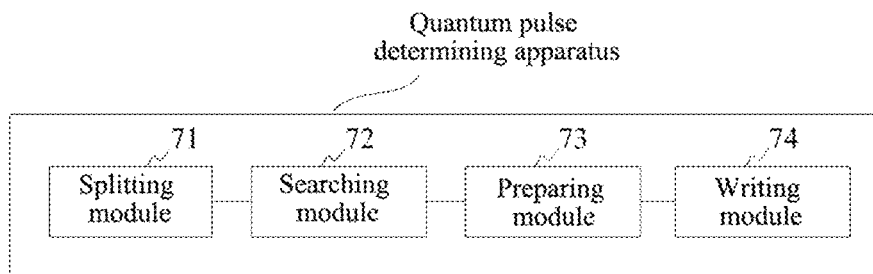 Quantum pulse
determining apparatus
71
72
73
74
Splitting
module
Searching
module
Preparing
module
Writing
module